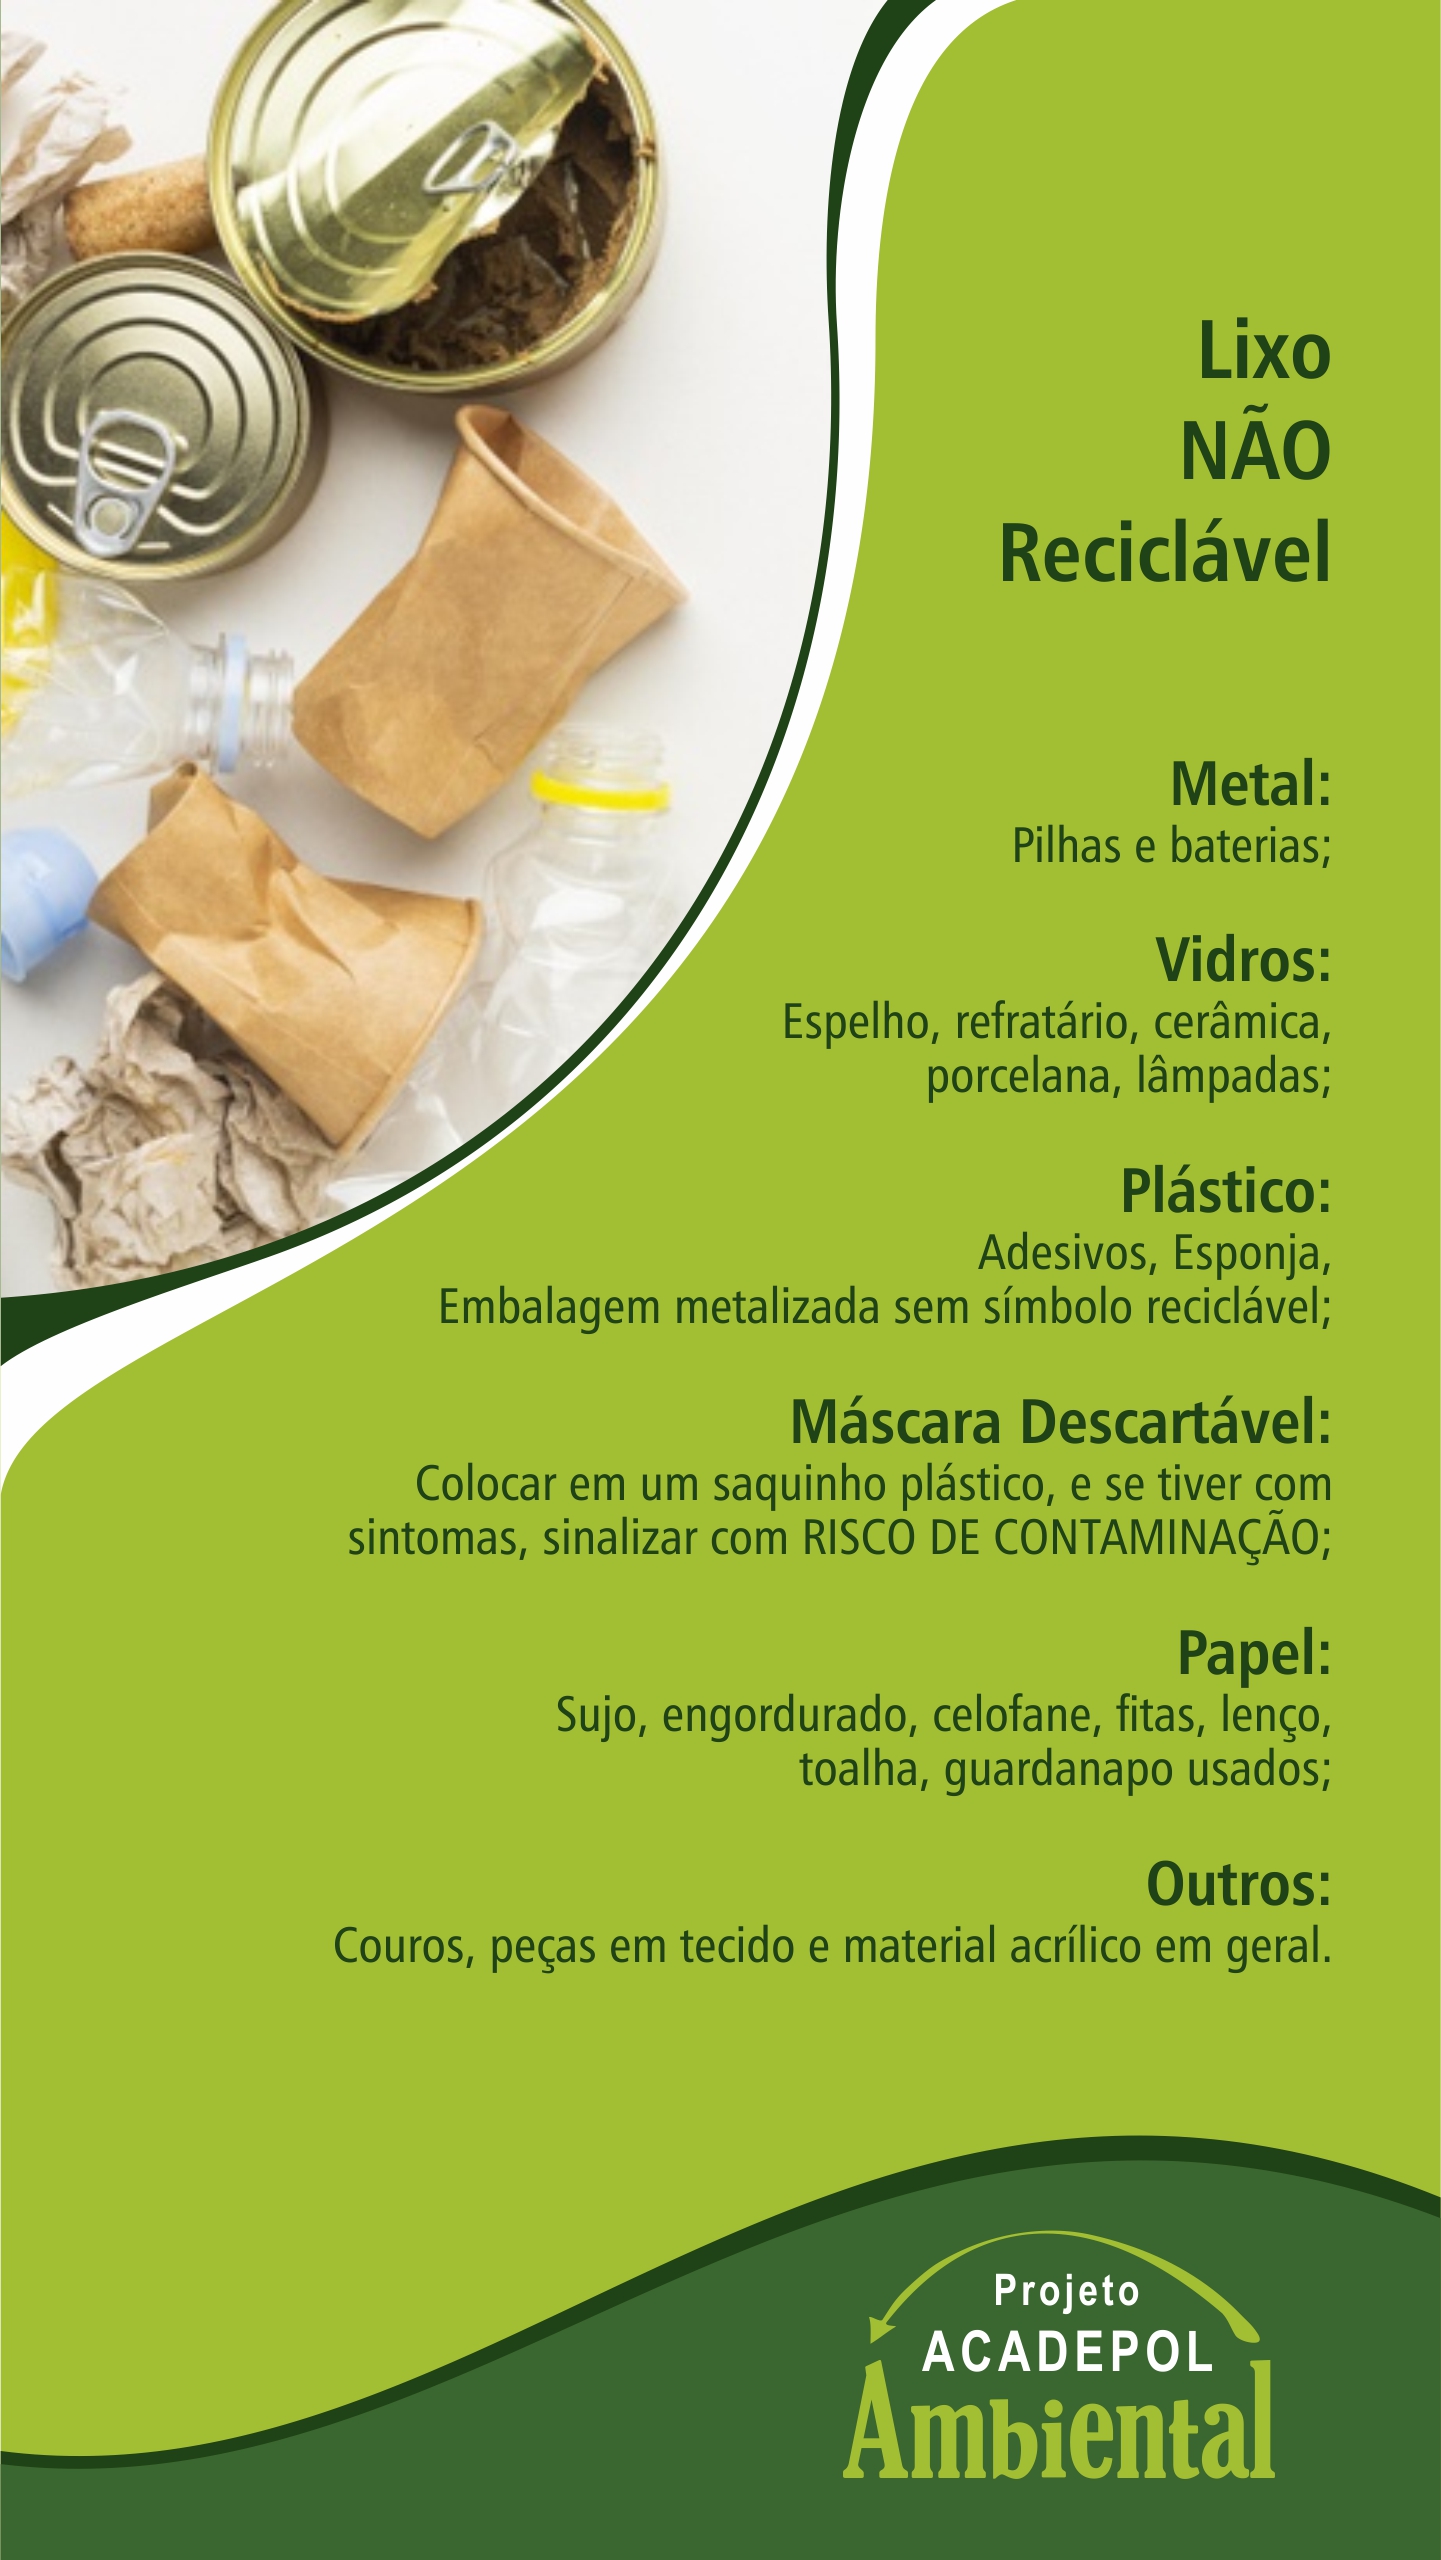 Lixo
NÃO
Reciclável
Metal:
Pilhas e baterias;
Vidros:
Espelho, refratário, cerâmica,
porcelana, lâmpadas;
Plástico:
Adesivos, Esponja,
Embalagem metalizada sem símbolo reciclável;
Máscara Descartável:
Colocar em um saquinho plástico, e se tiver com
sintomas, sinalizar com RISCO DE CONTAMINAÇÃO;
Papel:
Sujo, engordurado, celofane, fitas, lenço,
toalha, guardanapo usados;
Outros:
Couros, peças em tecido e material acrílico em geral.
Projeto
ACADEPOL
Ambiental